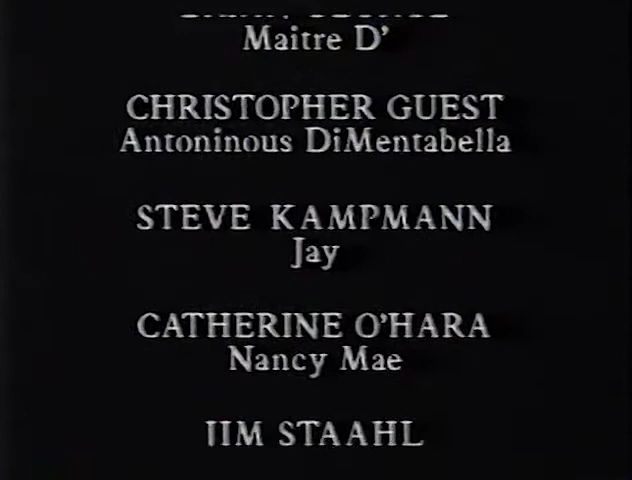 Maitre D'
CHRISTOPHER GUEST
Antoninous DiMentabella
STEVE KAMPMANN
Jay
CATHERINE O'HARA
Nancy Mae
JIM STAAHL